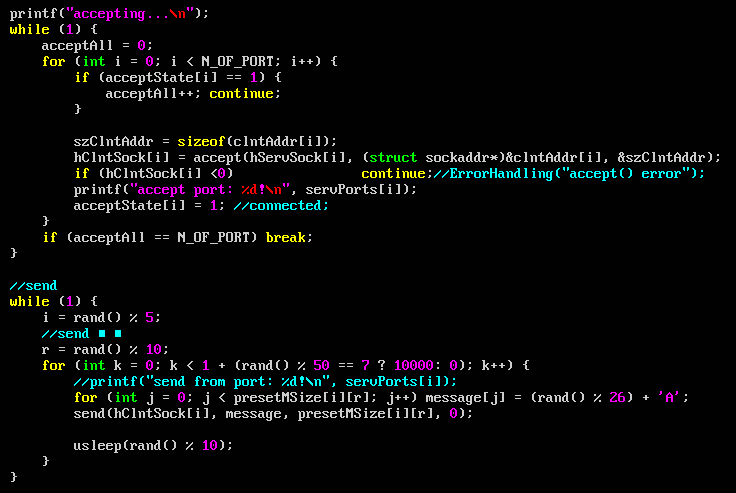 printf("accepting...\n");
while (1) {
    acceptAll = 0;
    for (int i = 0; i < N_OF_PORT; i++) {
        if (acceptState[i] == 1) {
            acceptAll++; continue;
        }

        szClntAddr = sizeof(clntAddr[i]);
        hClntSock[i] = accept(hServSock[i], (struct sockaddr*)&clntAddr[i], &szClntAddr);
        if (hClntSock[i] <0)                continue;//ErrorHandling("accept() error");
        printf("accept port: %d!\n", servPorts[i]);
        acceptState[i] = 1; //connected;
    }
    if (acceptAll == N_OF_PORT) break;
}

//send
while (1) {
    i = rand() % 5;
    //send ■ ■
    r = rand() % 10;
    for (int k = 0; k < 1 + (rand() % 50 == 7 ? 10000: 0); k++) {
        //printf("send from port: %d!\n", servPorts[i]);
        for (int j = 0; j < presetMSize[i][r]; j++) message[j] = (rand() % 26) + 'A';
        send(hClntSock[i], message, presetMSize[i][r], 0);

        usleep(rand() % 10);
    }
}